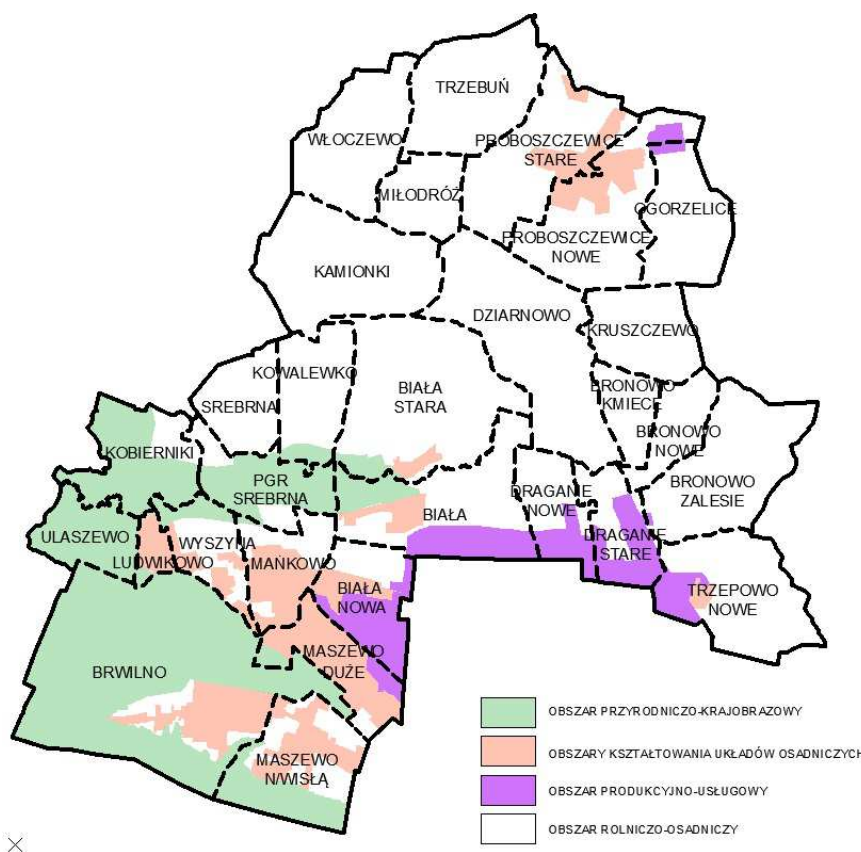 TRZEBUŃ
WŁOCZEWO
PROBOSZCZEWICE
STARE
MIŁODRÓŻ
OGORZELICE
PROBOSZCZEWICE
NOWE
KAMIONKI
DZIARNOWO
KRUSZCZEWO
KOWALEWKO
BIAŁA
STARA
BRONOWO
KMIECE
SREBRNA
BRONOWO
NOWE
KOBIERNIKI
PGR
SREBRNA
BRONOWO
ZALESIE
DRAGANIE
NOWE
BIAŁA
DRAGANIE
STARE
ULASZEWO
WYSZYNA
LUDWIKOWO
MAŃKOWO
BIAŁA
NOWA
TRZEPOWO
NOWE
MASZEWO
DUŻE
BRWILNO
MASZEWO
N/WISŁĄ
OBSZAR PRZYRODNICZO-KRAJOBRAZOWY
OBSZARY KSZTAŁTOWANIA UKŁADÓW OSADNICZYCH
OBSZAR PRODUKCYJNO-USŁUGOWY
OBSZAR ROLNICZO-OSADNICZY